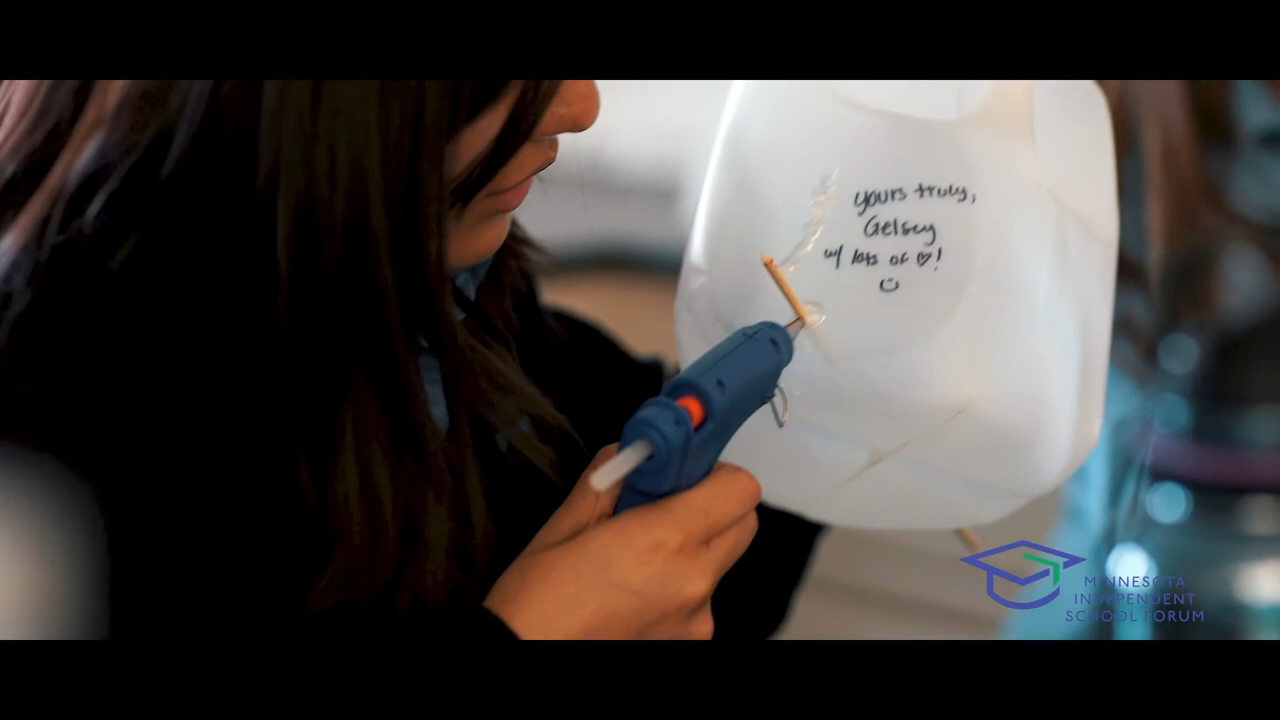 yours truly,
Gelsey
w/ lots of ♡!
MINNESOTA
INDEPENDENT
SCHOOL FORUM